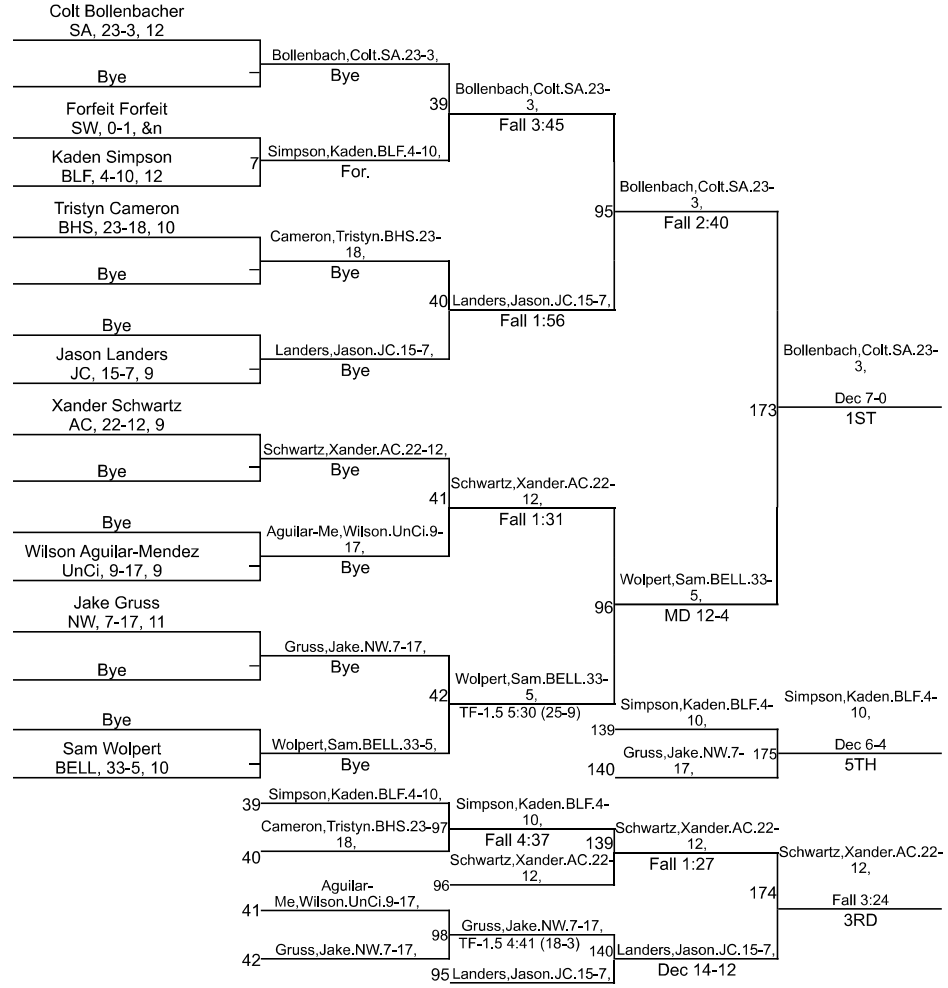 Colt Bollenbacher
SA, 23-3, 12
Bye
Bollenbach,Colt.SA.23-3,
Bye
Forfeit Forfeit
SW, 0-1, &n
Kaden Simpson
BLF, 4-10, 12
7
Simpson,Kaden.BLF.4-10,
For.
39
Bollenbach,Colt.SA.23-
3,
Fall 3:45
Tristyn Cameron
BHS, 23-18, 10
Bye
Cameron,Tristyn.BHS.23-
18,
Bye
Bye
Jason Landers
JC, 15-7, 9
Landers,Jason.JC.15-7,
Bye
40
Landers,Jason.JC.15-7,
Fall 1:56
95
Bollenbach,Colt.SA.23-
3,
Fall 2:40
Xander Schwartz
AC, 22-12, 9
Bye
Schwartz,Xander.AC.22-12,
Bye
Bye
Wilson Aguilar-Mendez
UnCi, 9-17, 9
Aguilar-Me,Wilson.UnCi.9-
17,
Bye
41
Schwartz,Xander.AC.22-
12,
Fall 1:31
Jake Gruss
NW, 7-17, 11
Bye
Gruss,Jake.NW.7-17,
Bye
Bye
Sam Wolpert
BELL, 33-5, 10
Wolpert,Sam.BELL.33-5,
Bye
42
Wolpert,Sam.BELL.33-
5,
TF-1.5 5:30 (25-9)
96
Wolpert,Sam.BELL.33-
5,
MD 12-4
173
Bollenbach,Colt.SA.23-
3,
Dec 7-0
1ST
139
Simpson,Kaden.BLF.4-
10,
140
Gruss,Jake.NW.7-
17,
175
Simpson,Kaden.BLF.4-
10,
Dec 6-4
5TH
39
Simpson,Kaden.BLF.4-10,
40
Cameron,Tristyn.BHS.23-
18,
97
Simpson,Kaden.BLF.4-
10,
Fall 4:37
96
Schwartz,Xander.AC.22-
12,
139
Schwartz,Xander.AC.22-
12,
Fall 1:27
41
Aguilar-
Me,Wilson.UnCi.9-17,
42
Gruss,Jake.NW.7-17,
98
Gruss,Jake.NW.7-17,
TF-1.5 4:41 (18-3)
95
Landers,Jason.JC.15-7,
140
Landers,Jason.JC.15-7,
Dec 14-12
174
Schwartz,Xander.AC.22-
12,
Fall 3:24
3RD